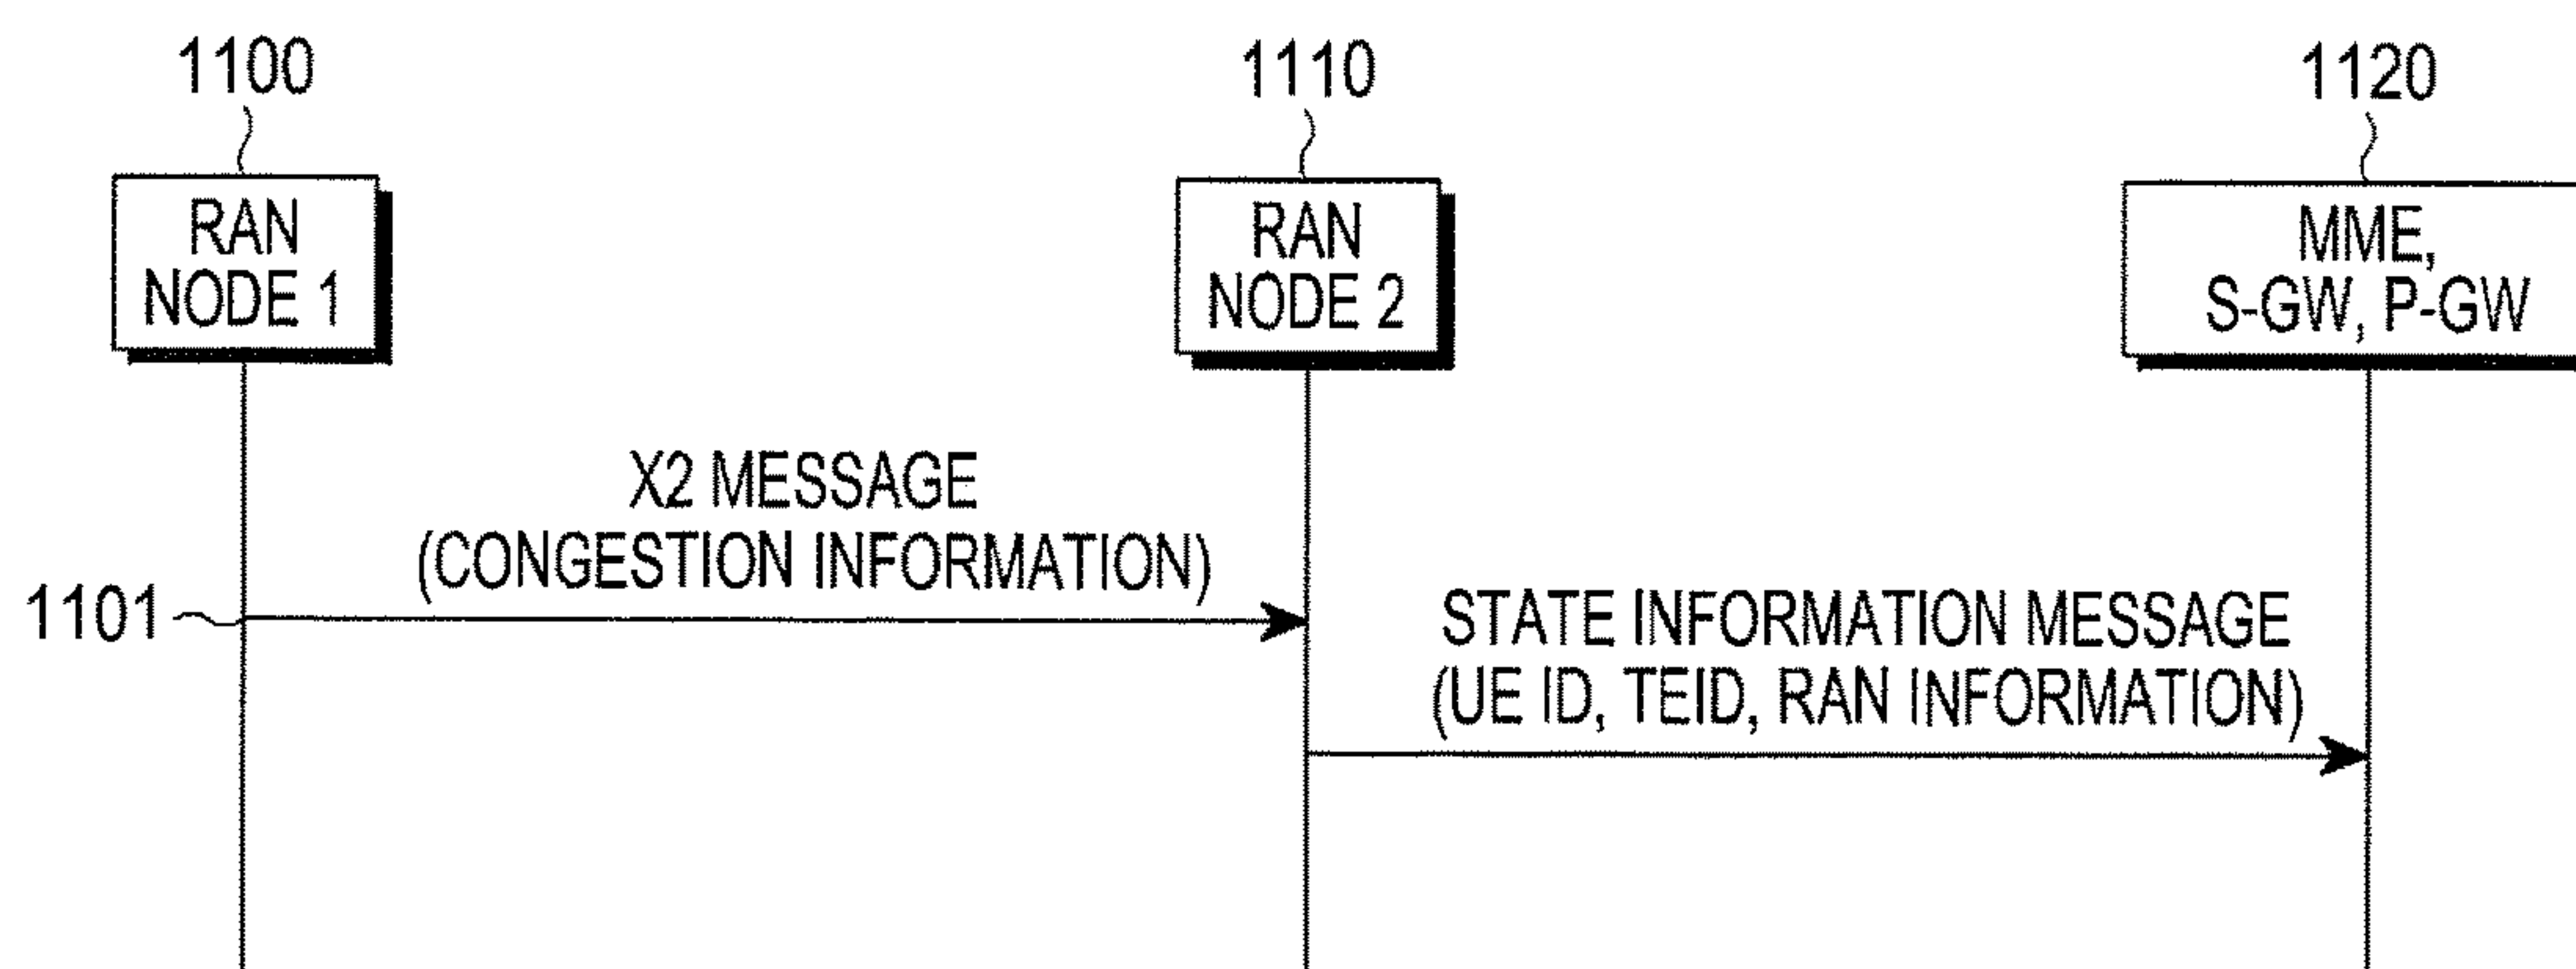 1100
1110
1120
RAN
NODE 1
RAN
NODE 2
MME,
S-GW, P-GW
X2 MESSAGE
(CONGESTION INFORMATION)
1101
STATE INFORMATION MESSAGE
(UE ID, TEID, RAN INFORMATION)